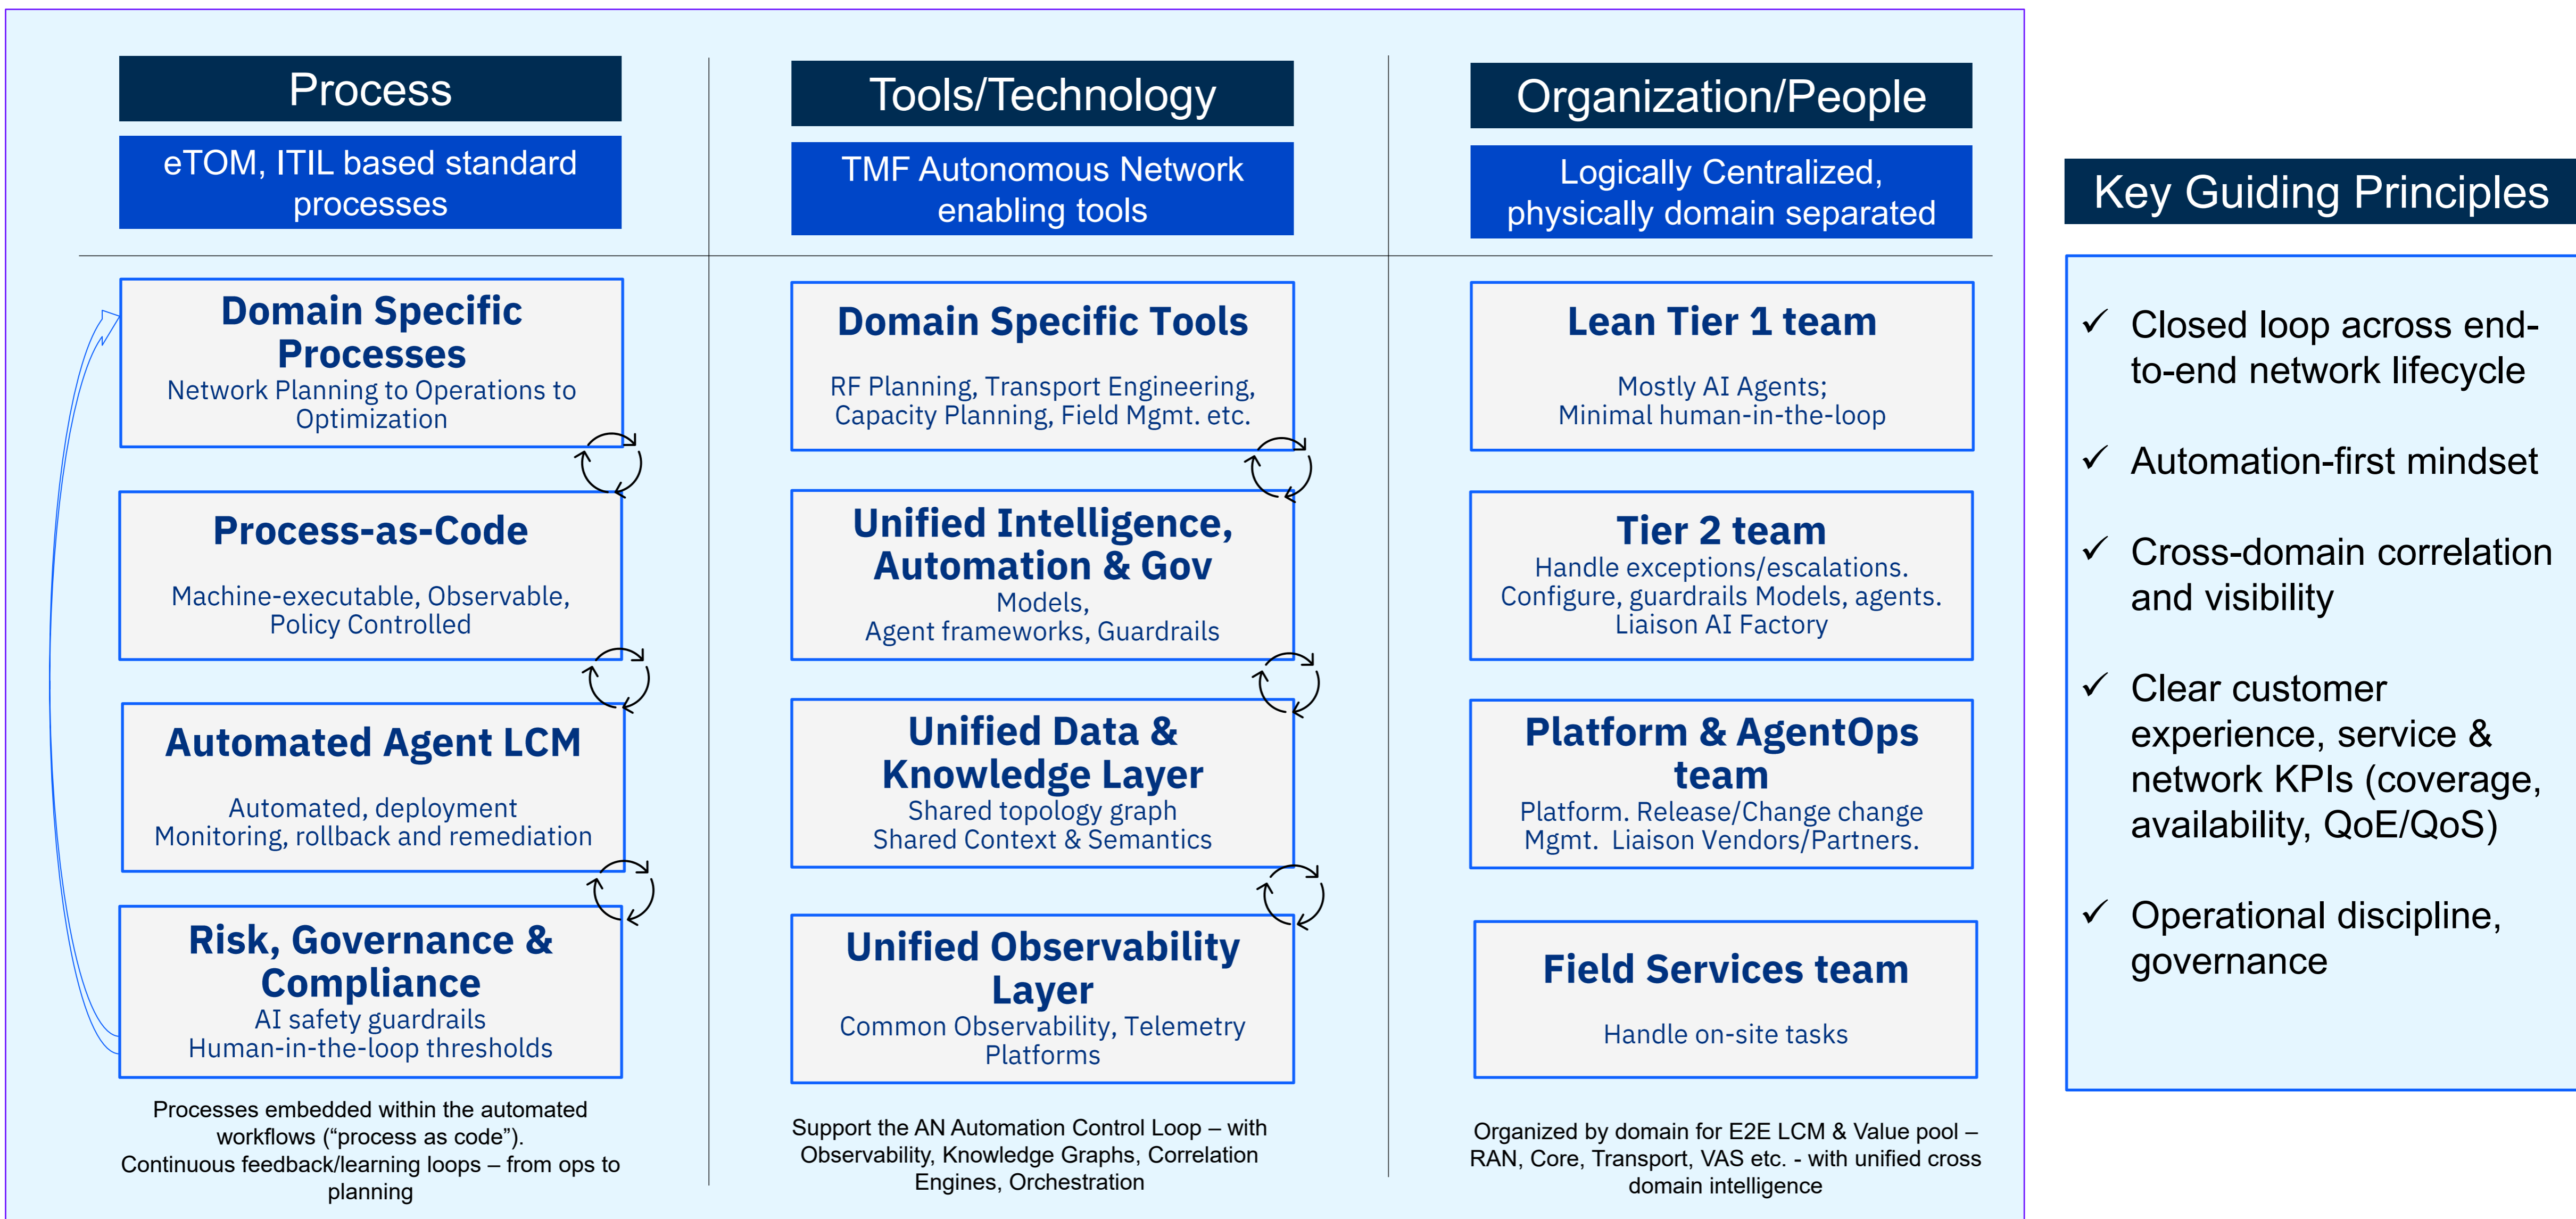 Process
eTOM, ITIL based standard
processes
Domain Specific
Processes
Network Planning to Operations to
Optimization
Process-as-Code
Machine-executable, Observable,
Policy Controlled
Automated Agent LCM
Automated, deployment
Monitoring, rollback and remediation
Risk, Governance &
Compliance
AI safety guardrails
Human-in-the-loop thresholds
Processes embedded within the automated
workflows (“process as code”).
Continuous feedback/learning loops – from ops to
planning
Tools/Technology
TMF Autonomous Network
enabling tools
Domain Specific Tools
RF Planning, Transport Engineering,
Capacity Planning, Field Mgmt. etc.
Unified Intelligence,
Automation & Gov
Models,
Agent frameworks, Guardrails
Unified Data &
Knowledge Layer
Shared topology graph
Shared Context & Semantics
Unified Observability
Layer
Common Observability, Telemetry
Platforms
Support the AN Automation Control Loop – with
Observability, Knowledge Graphs, Correlation
Engines, Orchestration
Organization/People
Logically Centralized,
physically domain separated
Lean Tier 1 team
Mostly AI Agents;
Minimal human-in-the-loop
Tier 2 team
Handle exceptions/escalations.
Configure, guardrails Models, agents.
Liaison AI Factory
Platform & AgentOps
team
Platform. Release/Change change
Mgmt.  Liaison Vendors/Partners.
Field Services team
Handle on-site tasks
Organized by domain for E2E LCM & Value pool –
RAN, Core, Transport, VAS etc. - with unified cross
domain intelligence
Key Guiding Principles
✓ Closed loop across end-
to-end network lifecycle
✓ Automation-first mindset
✓ Cross-domain correlation
and visibility
✓ Clear customer
experience, service &
network KPIs (coverage,
availability, QoE/QoS)
✓ Operational discipline,
governance